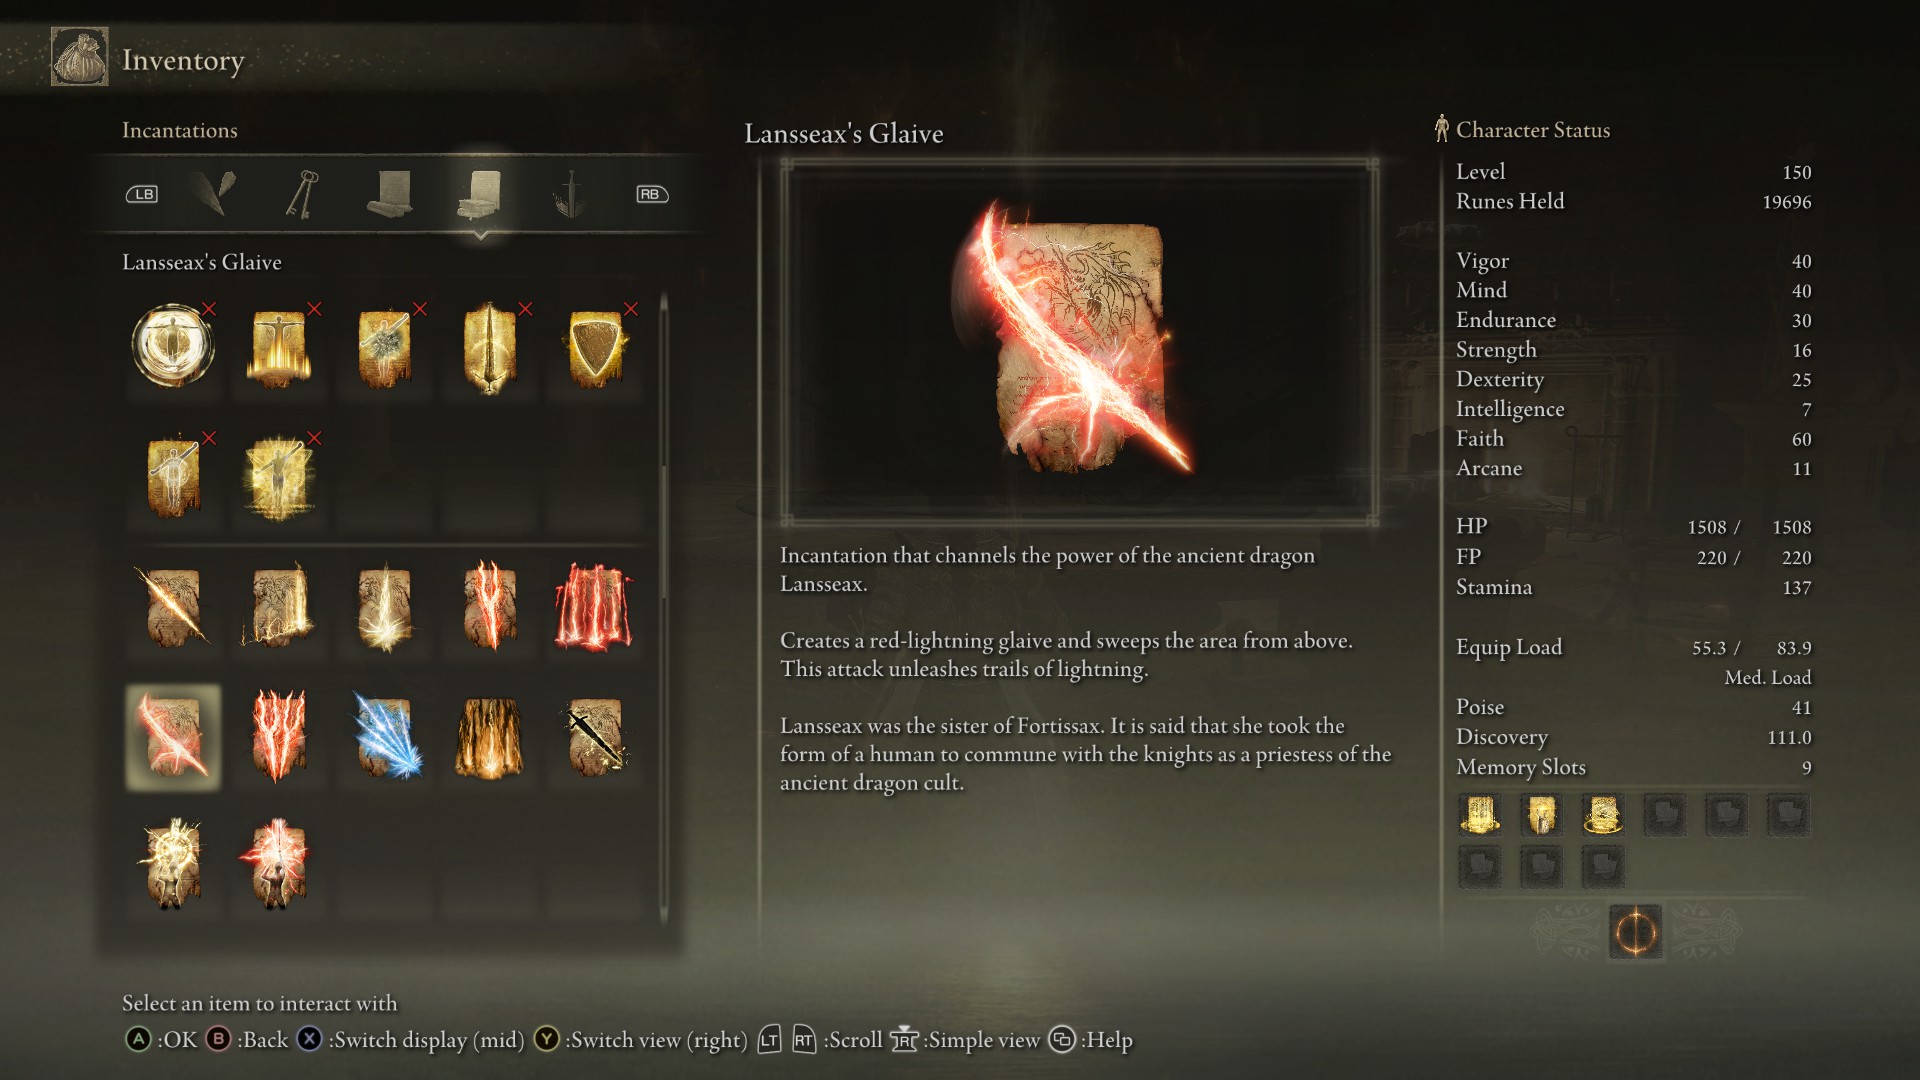 Inventory
Incantations
LB
RB
Lansseax's Glaive
Lansseax's Glaive
Incantation that channels the power of the ancient dragon
Lansseax.
Creates a red-lightning glaive and sweeps the area from above.
This attack unleashes trails of lightning.
Lansseax was the sister of Fortissax. It is said that she took the
form of a human to commune with the knights as a priestess of the
ancient dragon cult.
Character Status
Level 150
Runes Held 19696
Vigor 40
Mind 40
Endurance 30
Strength 16
Dexterity 25
Intelligence 7
Faith 60
Arcane 11
HP 1508 / 1508
FP 220 / 220
Stamina 137
Equip Load 55.3 / 83.9
Med. Load
Poise 41
Discovery 111.0
Memory Slots 9
Select an item to interact with
A :OK B :Back X :Switch display (mid) Y :Switch view (right) LT RT :Scroll R :Simple view :Help